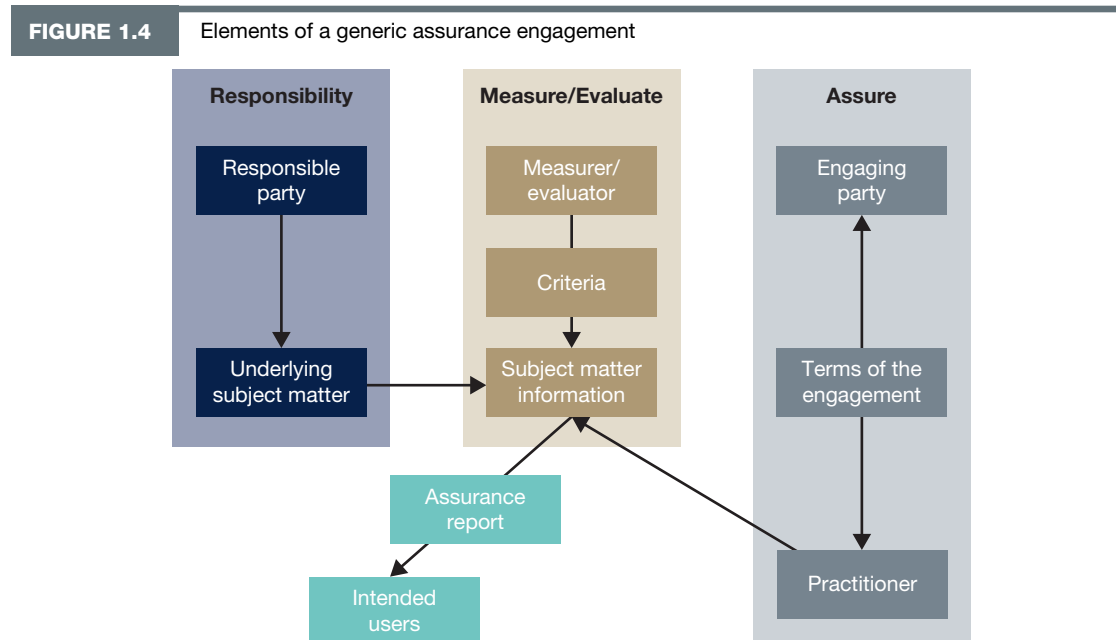 FIGURE 1.4
Elements of a generic assurance engagement
Responsibility
Measure/Evaluate
Assure
Responsible
party
Measurer/
evaluator
Engaging
party
Criteria
Underlying
subject matter
Subject matter
information
Terms of the
engagement
Assurance
report
Practitioner
Intended
users